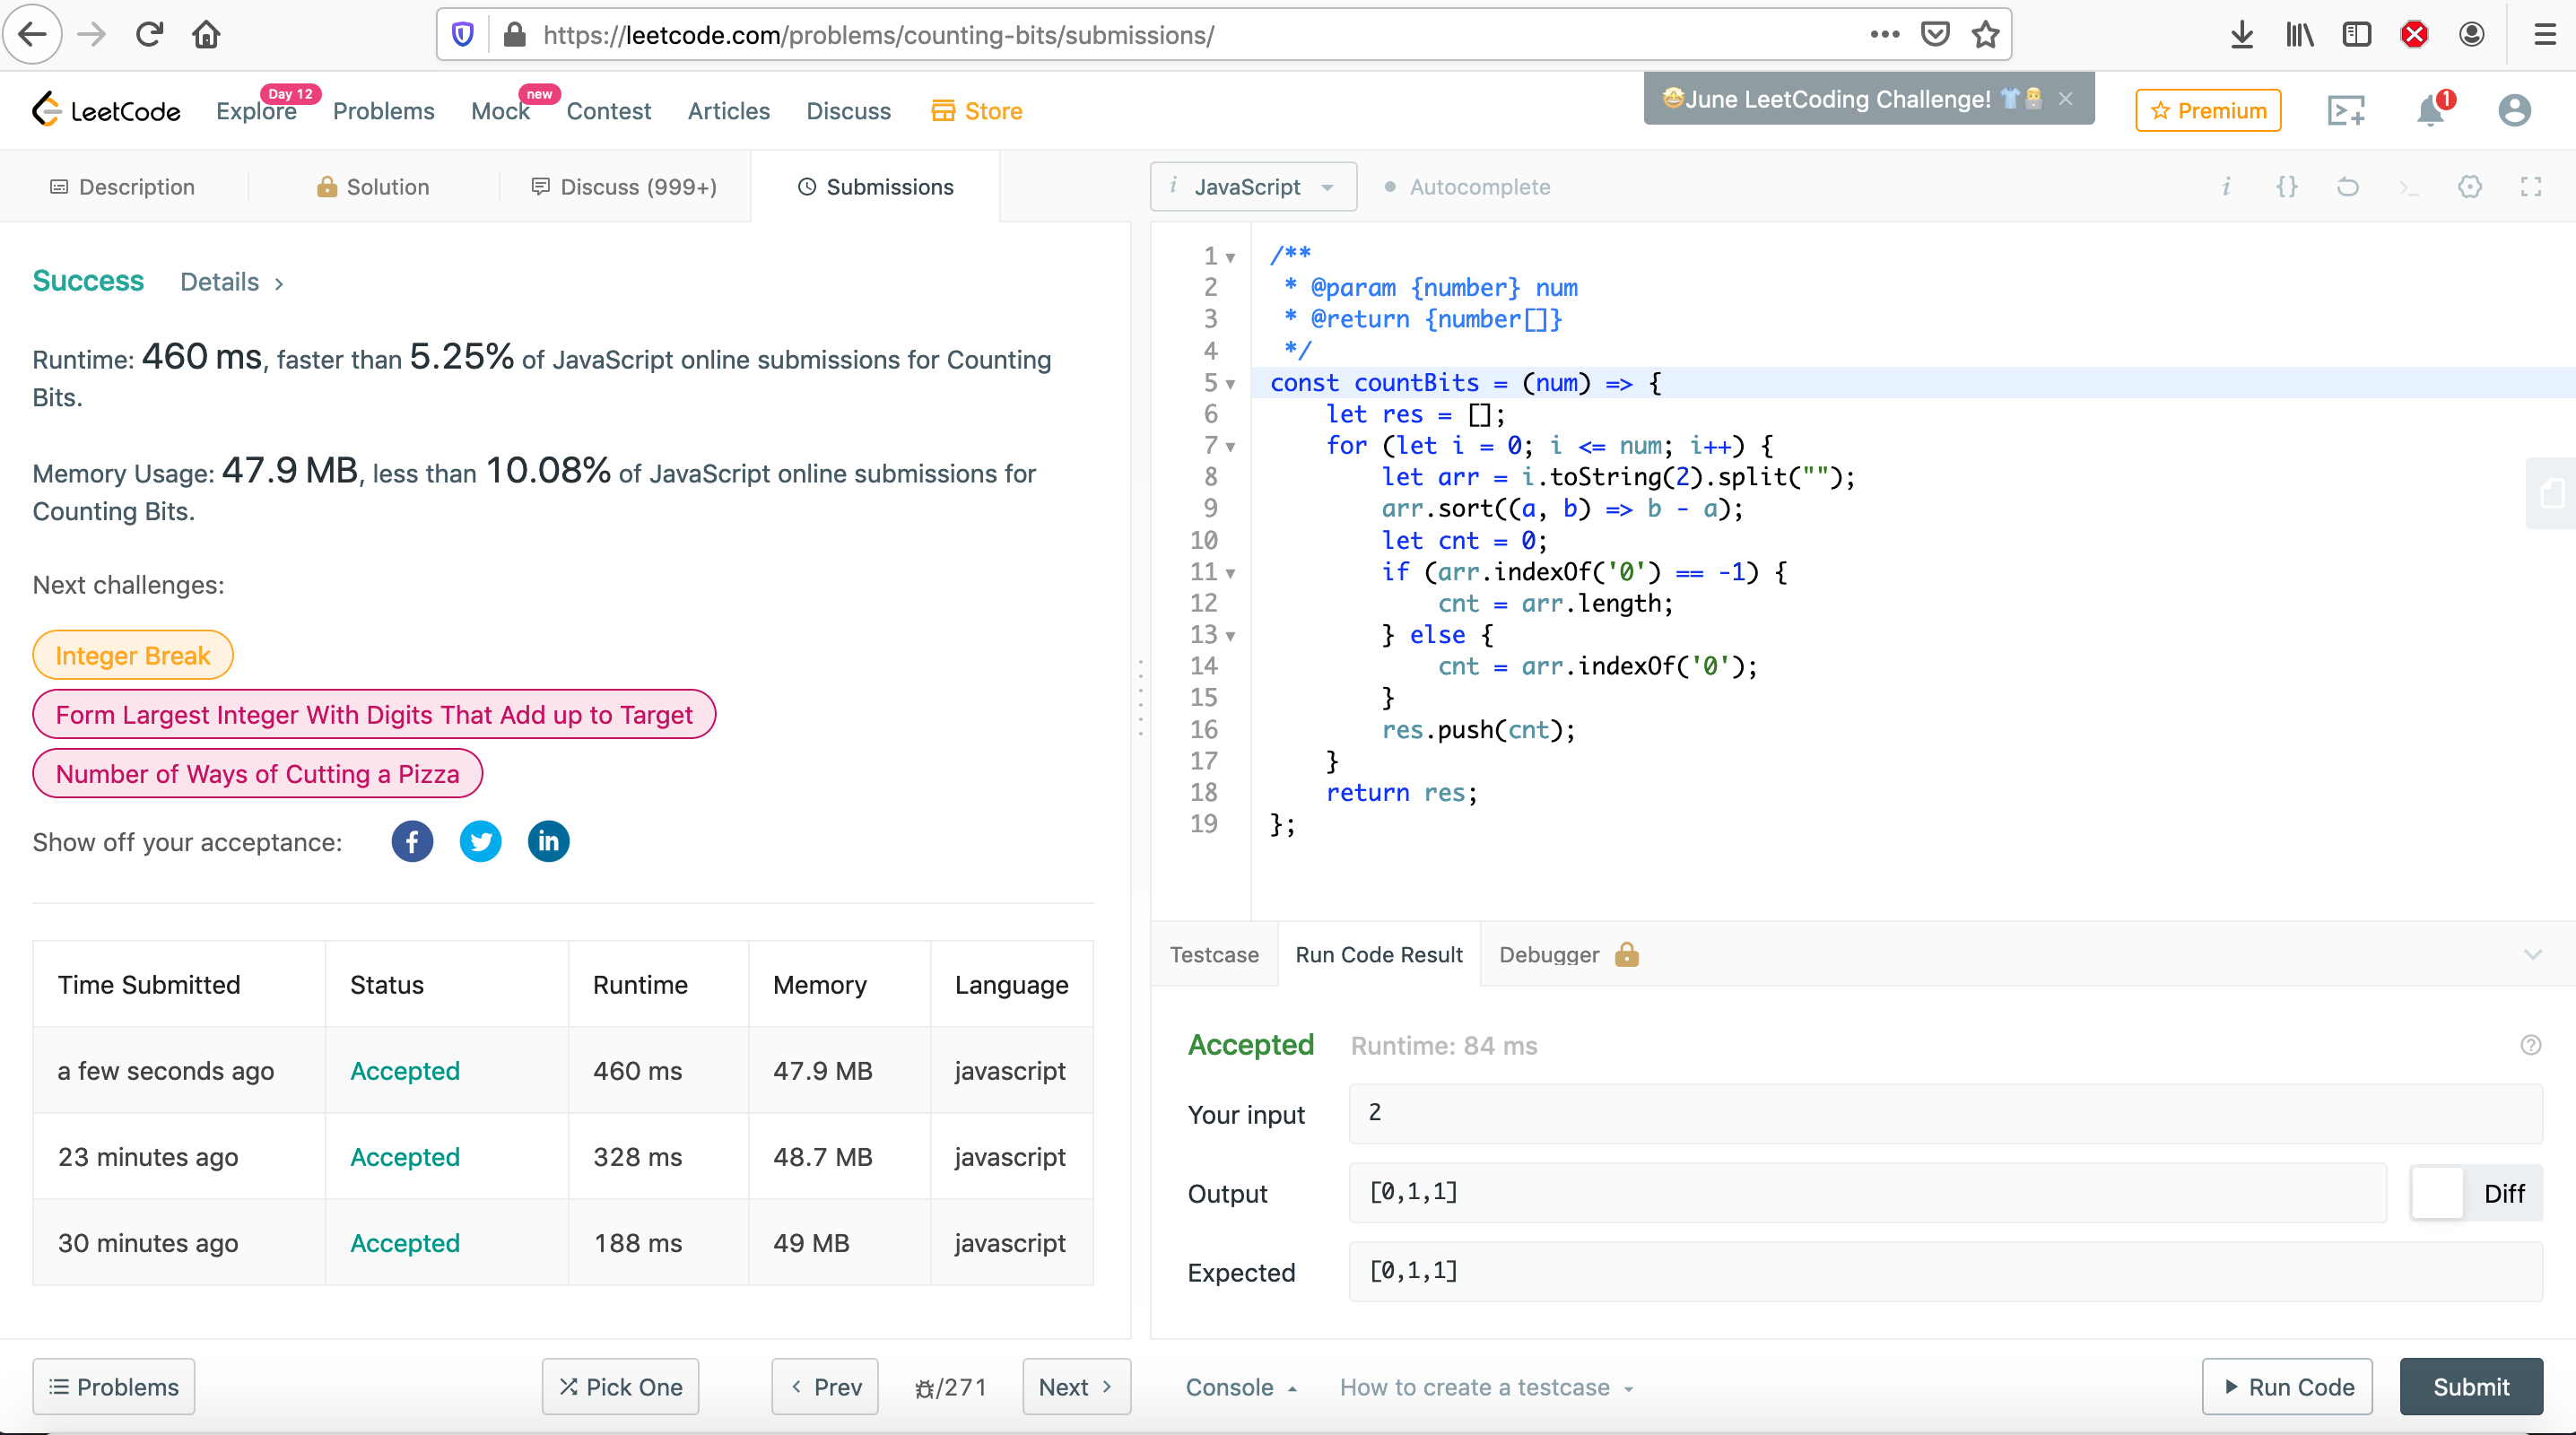 https://leetcode.com/problems/counting-bits/submissions/
LeetCode
Explore
Day 12
Problems
Mock
new
Contest
Articles
Discuss
Store
🤩June LeetCoding Challenge! 👕👨‍💻 ×
Premium
1
Description
Solution
Discuss (999+)
Submissions
Success Details >
Runtime: 460 ms, faster than 5.25% of JavaScript online submissions for Counting
Bits.
Memory Usage: 47.9 MB, less than 10.08% of JavaScript online submissions for
Counting Bits.
Next challenges:
Integer Break
Form Largest Integer With Digits That Add up to Target
Number of Ways of Cutting a Pizza
Show off your acceptance:
Time Submitted Status Runtime Memory Language
a few seconds ago Accepted 460 ms 47.9 MB javascript
23 minutes ago Accepted 328 ms 48.7 MB javascript
30 minutes ago Accepted 188 ms 49 MB javascript
Problems
Pick One
< Prev
/271
Next >
i JavaScript
Autocomplete
1 /**
2  * @param {number} num
3  * @return {number[]}
4  */
5 const countBits = (num) => {
6     let res = [];
7     for (let i = 0; i <= num; i++) {
8         let arr = i.toString(2).split("");
9         arr.sort((a, b) => b - a);
10         let cnt = 0;
11         if (arr.indexOf('0') == -1) {
12             cnt = arr.length;
13         } else {
14             cnt = arr.indexOf('0');
15         }
16         res.push(cnt);
17     }
18     return res;
19 };
Testcase
Run Code Result
Debugger
Accepted Runtime: 84 ms
Your input 2
Output [0,1,1]
Diff
Expected [0,1,1]
Console
How to create a testcase
Run Code
Submit